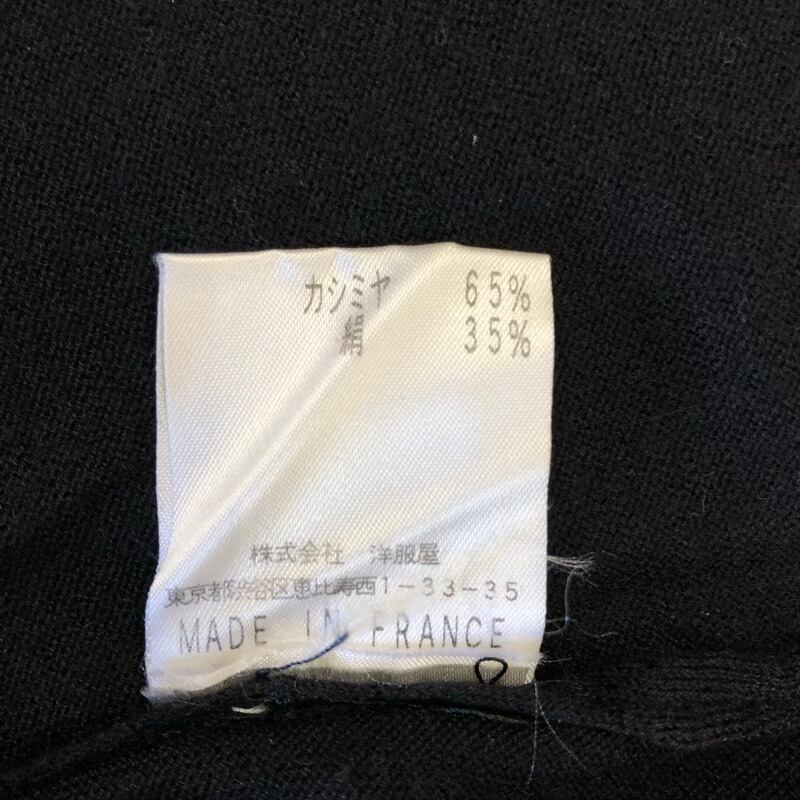 カシミヤ 65%
絹 35%
株式会社 洋服屋
東京都渋谷区恵比寿西1-33-35
MADE IN FRANCE